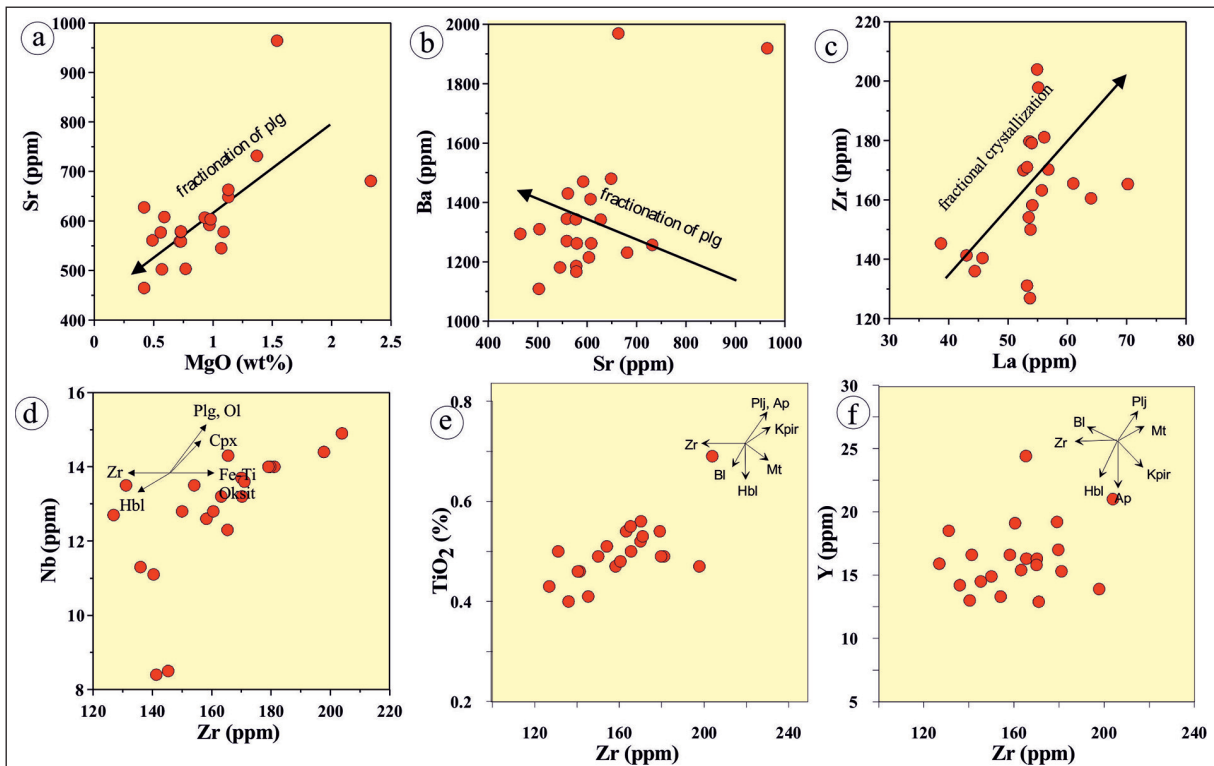 a
1000
900
800
700
600
500
400
Sr (ppm)
fractionation of plg
0
0.5
1
1.5
2
2.5
MgO (wt%)
b
2000
1800
1600
1400
1200
1000
Ba (ppm)
fractionation of plg
400
500
600
700
800
900
1000
Sr (ppm)
c
220
200
180
160
140
120
Zr (ppm)
fractional crystallization
30
40
50
60
70
80
La (ppm)
d
16
14
12
10
8
Nb (ppm)
Plg, Ol
Cpx
Zr
Fe-Ti
Oksit
Hbl
120
140
160
180
200
220
Zr (ppm)
e
0.8
0.6
0.4
0.2
TiO2 (%)
Plj, Ap
Kpir
Zr
Bl
Mt
Hbl
120
160
200
240
Zr (ppm)
f
30
25
20
15
10
5
Y (ppm)
Plj
Bl
Mt
Zr
Kpir
Hbl
Ap
120
160
200
240
Zr (ppm)